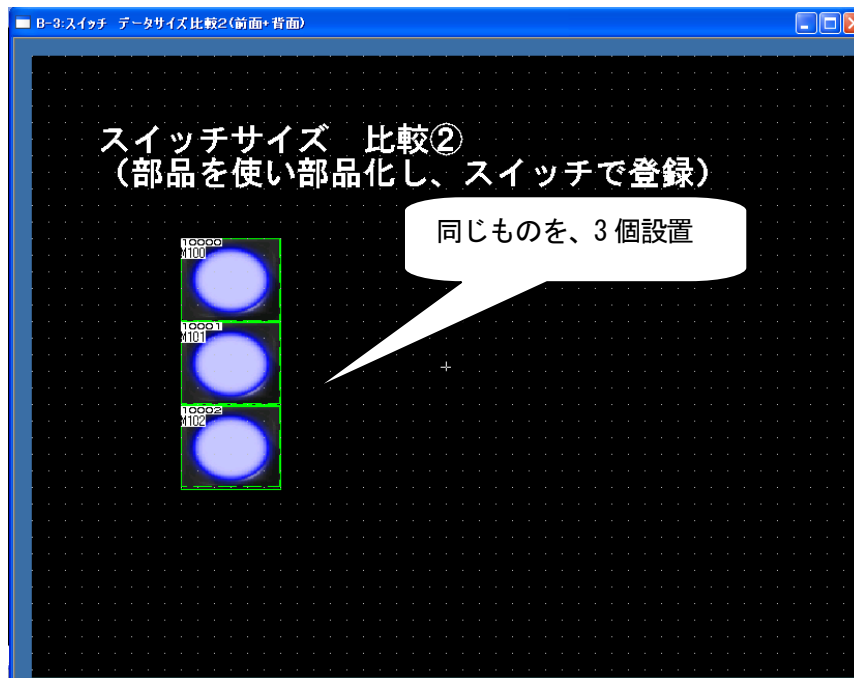 B-3:スイッチ データサイズ比較2(前面+背面)
スイッチサイズ 比較②
（部品を使い部品化し、スイッチで登録）
同じものを、3個設置
10000
M100
10001
M101
10002
M102